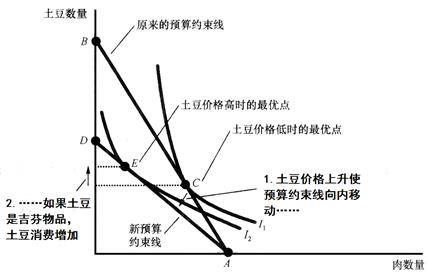 土豆数量
B
原来的预算约束线
土豆价格高时的最优点
D
土豆价格低时的最优点
E
C
1. 土豆价格上升使
预算约束线向内移
动……
2. ……如果土豆
是吉芬物品,
土豆消费增加
I₁
I₂
新预算
约束线
A
肉数量